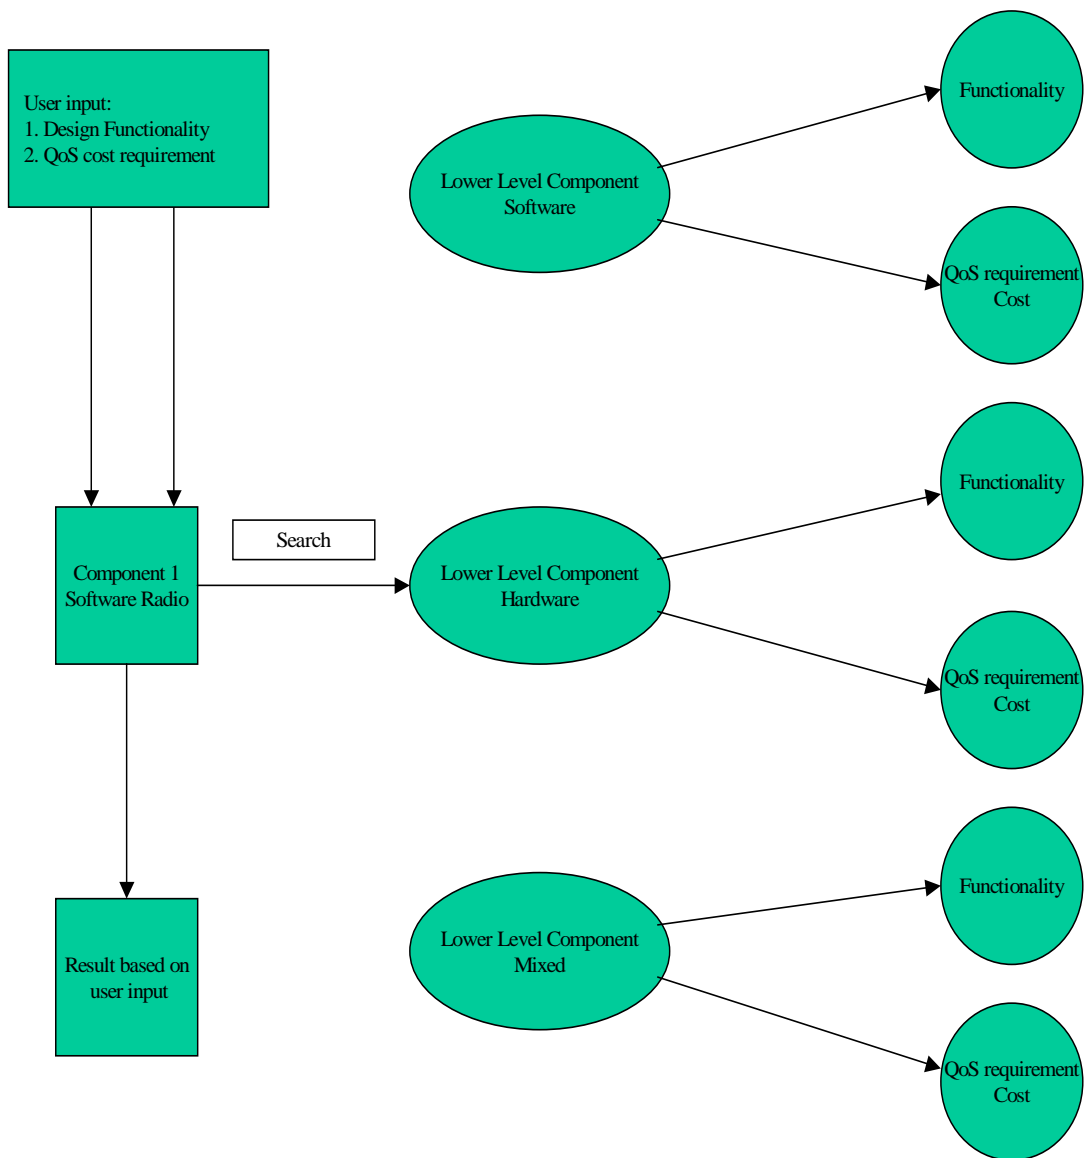 User input:
1. Design Functionality
2. QoS cost requirement
Functionality
Lower Level Component
Software
QoS requirement
Cost
Search
Component 1
Software Radio
Functionality
Lower Level Component
Hardware
QoS requirement
Cost
Result based on
user input
Functionality
Lower Level Component
Mixed
QoS requirement
Cost